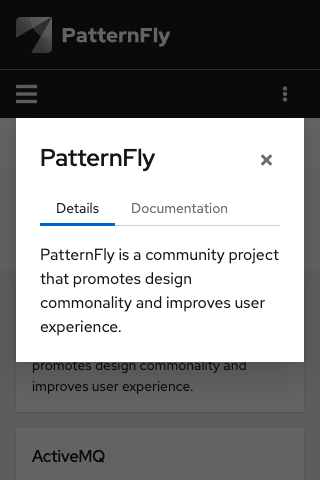 PatternFly
PatternFly
Details
Documentation
PatternFly is a community project
that promotes design
commonality and improves user
experience.
promotes design commonality and
improves user experience.
ActiveMQ